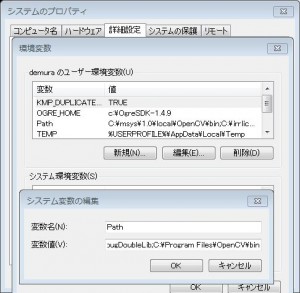 システムのプロパティ
コンピュータ名 ハードウェア 詳細設定 システムの保護 リモート
環境変数
demura のユーザー環境変数(U)
変数 値
KMP_DUPLICATE... TRUE
OGRE_HOME c:¥OgreSDK-1.4.9
Path C:¥msys¥1.0¥local¥OpenCV¥bin;C:¥irrlic...
TEMP %USERPROFILE%¥AppData¥Local¥Temp
新規(N)... 編集(E)... 削除(D)
システム環境変数(S)
システム変数の編集
変数名(N): Path
変数値(V): ougDoubleLib;C:¥Program Files¥OpenCV¥bin
OK キャンセル
OK キャンセル